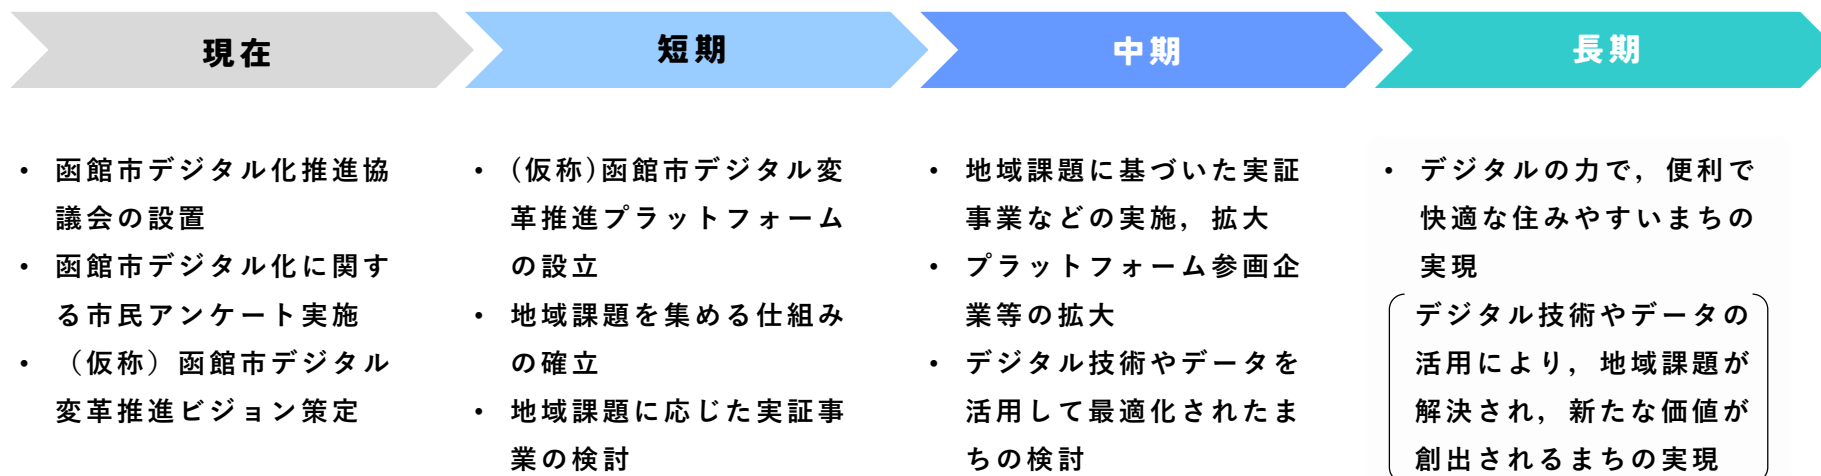 現在
短期
中期
長期
• 函館市デジタル化推進協
議会の設置
• 函館市デジタル化に関す
る市民アンケート実施
• （仮称）函館市デジタル
変革推進ビジョン策定
• (仮称)函館市デジタル変
革推進プラットフォーム
の設立
• 地域課題を集める仕組み
の確立
• 地域課題に応じた実証事
業の検討
• 地域課題に基づいた実証
事業などの実施，拡大
• プラットフォーム参画企
業等の拡大
• デジタル技術やデータを
活用して最適化されたま
ちの検討
• デジタルの力で，便利で
快適な住みやすいまちの
実現
デジタル技術やデータの
活用により，地域課題が
解決され，新たな価値が
創出されるまちの実現